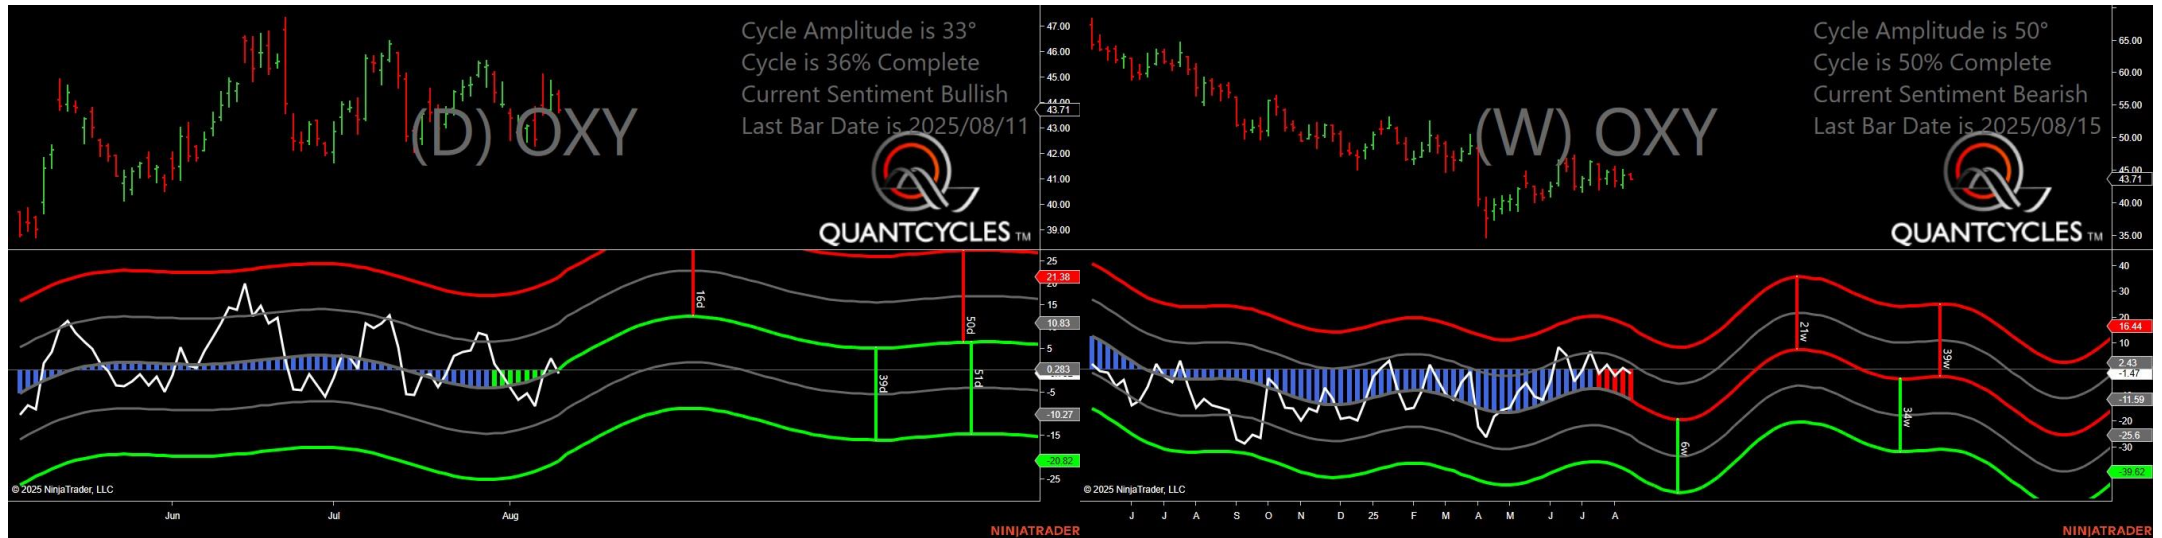 Cycle Amplitude is 33°
Cycle is 36% Complete
Current Sentiment Bullish
Last Bar Date is 2025/08/11
(D) OXY
QUANTCYCLES TM
47.00
46.00
45.00
44.00
43.71
43.00
42.00
41.00
40.00
39.00
25
21.38
20
15
10.83
5
0.283
-5
-10.27
-15
-20.82
-25
16d
39d
50d
51d
© 2025 NinjaTrader, LLC
Jun Jul Aug
NINJATRADER
Cycle Amplitude is 50°
Cycle is 50% Complete
Current Sentiment Bearish
Last Bar Date is 2025/08/15
(W) OXY
QUANTCYCLES TM
65.00
60.00
55.00
50.00
45.00
43.71
40.00
35.00
40
30
20
16.44
10
2.43
-1.47
-11.59
-20
-25.6
-30
-39.62
6w
21w
34w
39w
© 2025 NinjaTrader, LLC
J J A S O N D 25 F M A M J J A
NINJATRADER